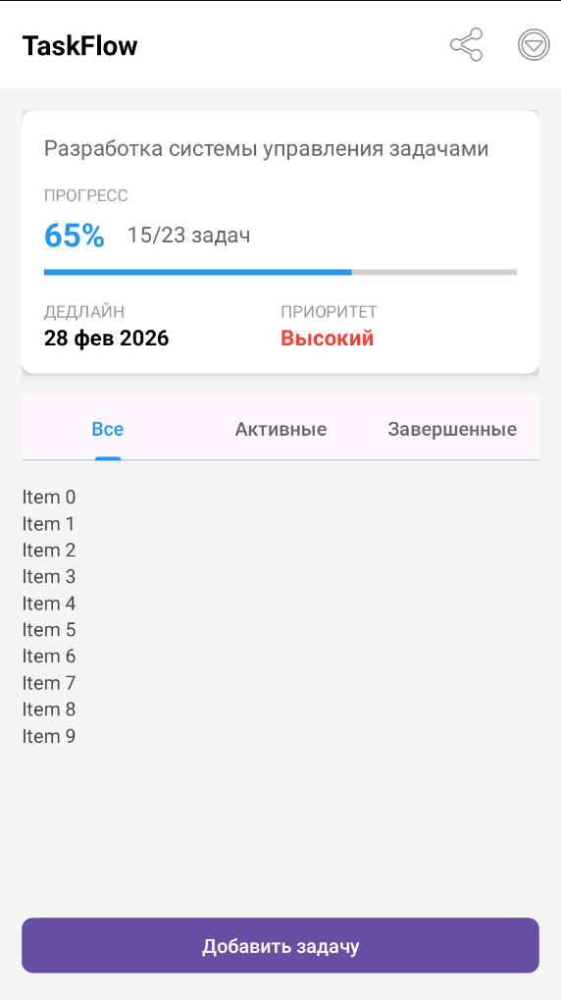 TaskFlow
Разработка системы управления задачами
ПРОГРЕСС
65% 15/23 задач
ДЕДЛАЙН ПРИОРИТЕТ
28 фев 2026 Высокий
Все Активные Завершенные
Item 0
Item 1
Item 2
Item 3
Item 4
Item 5
Item 6
Item 7
Item 8
Item 9
Добавить задачу